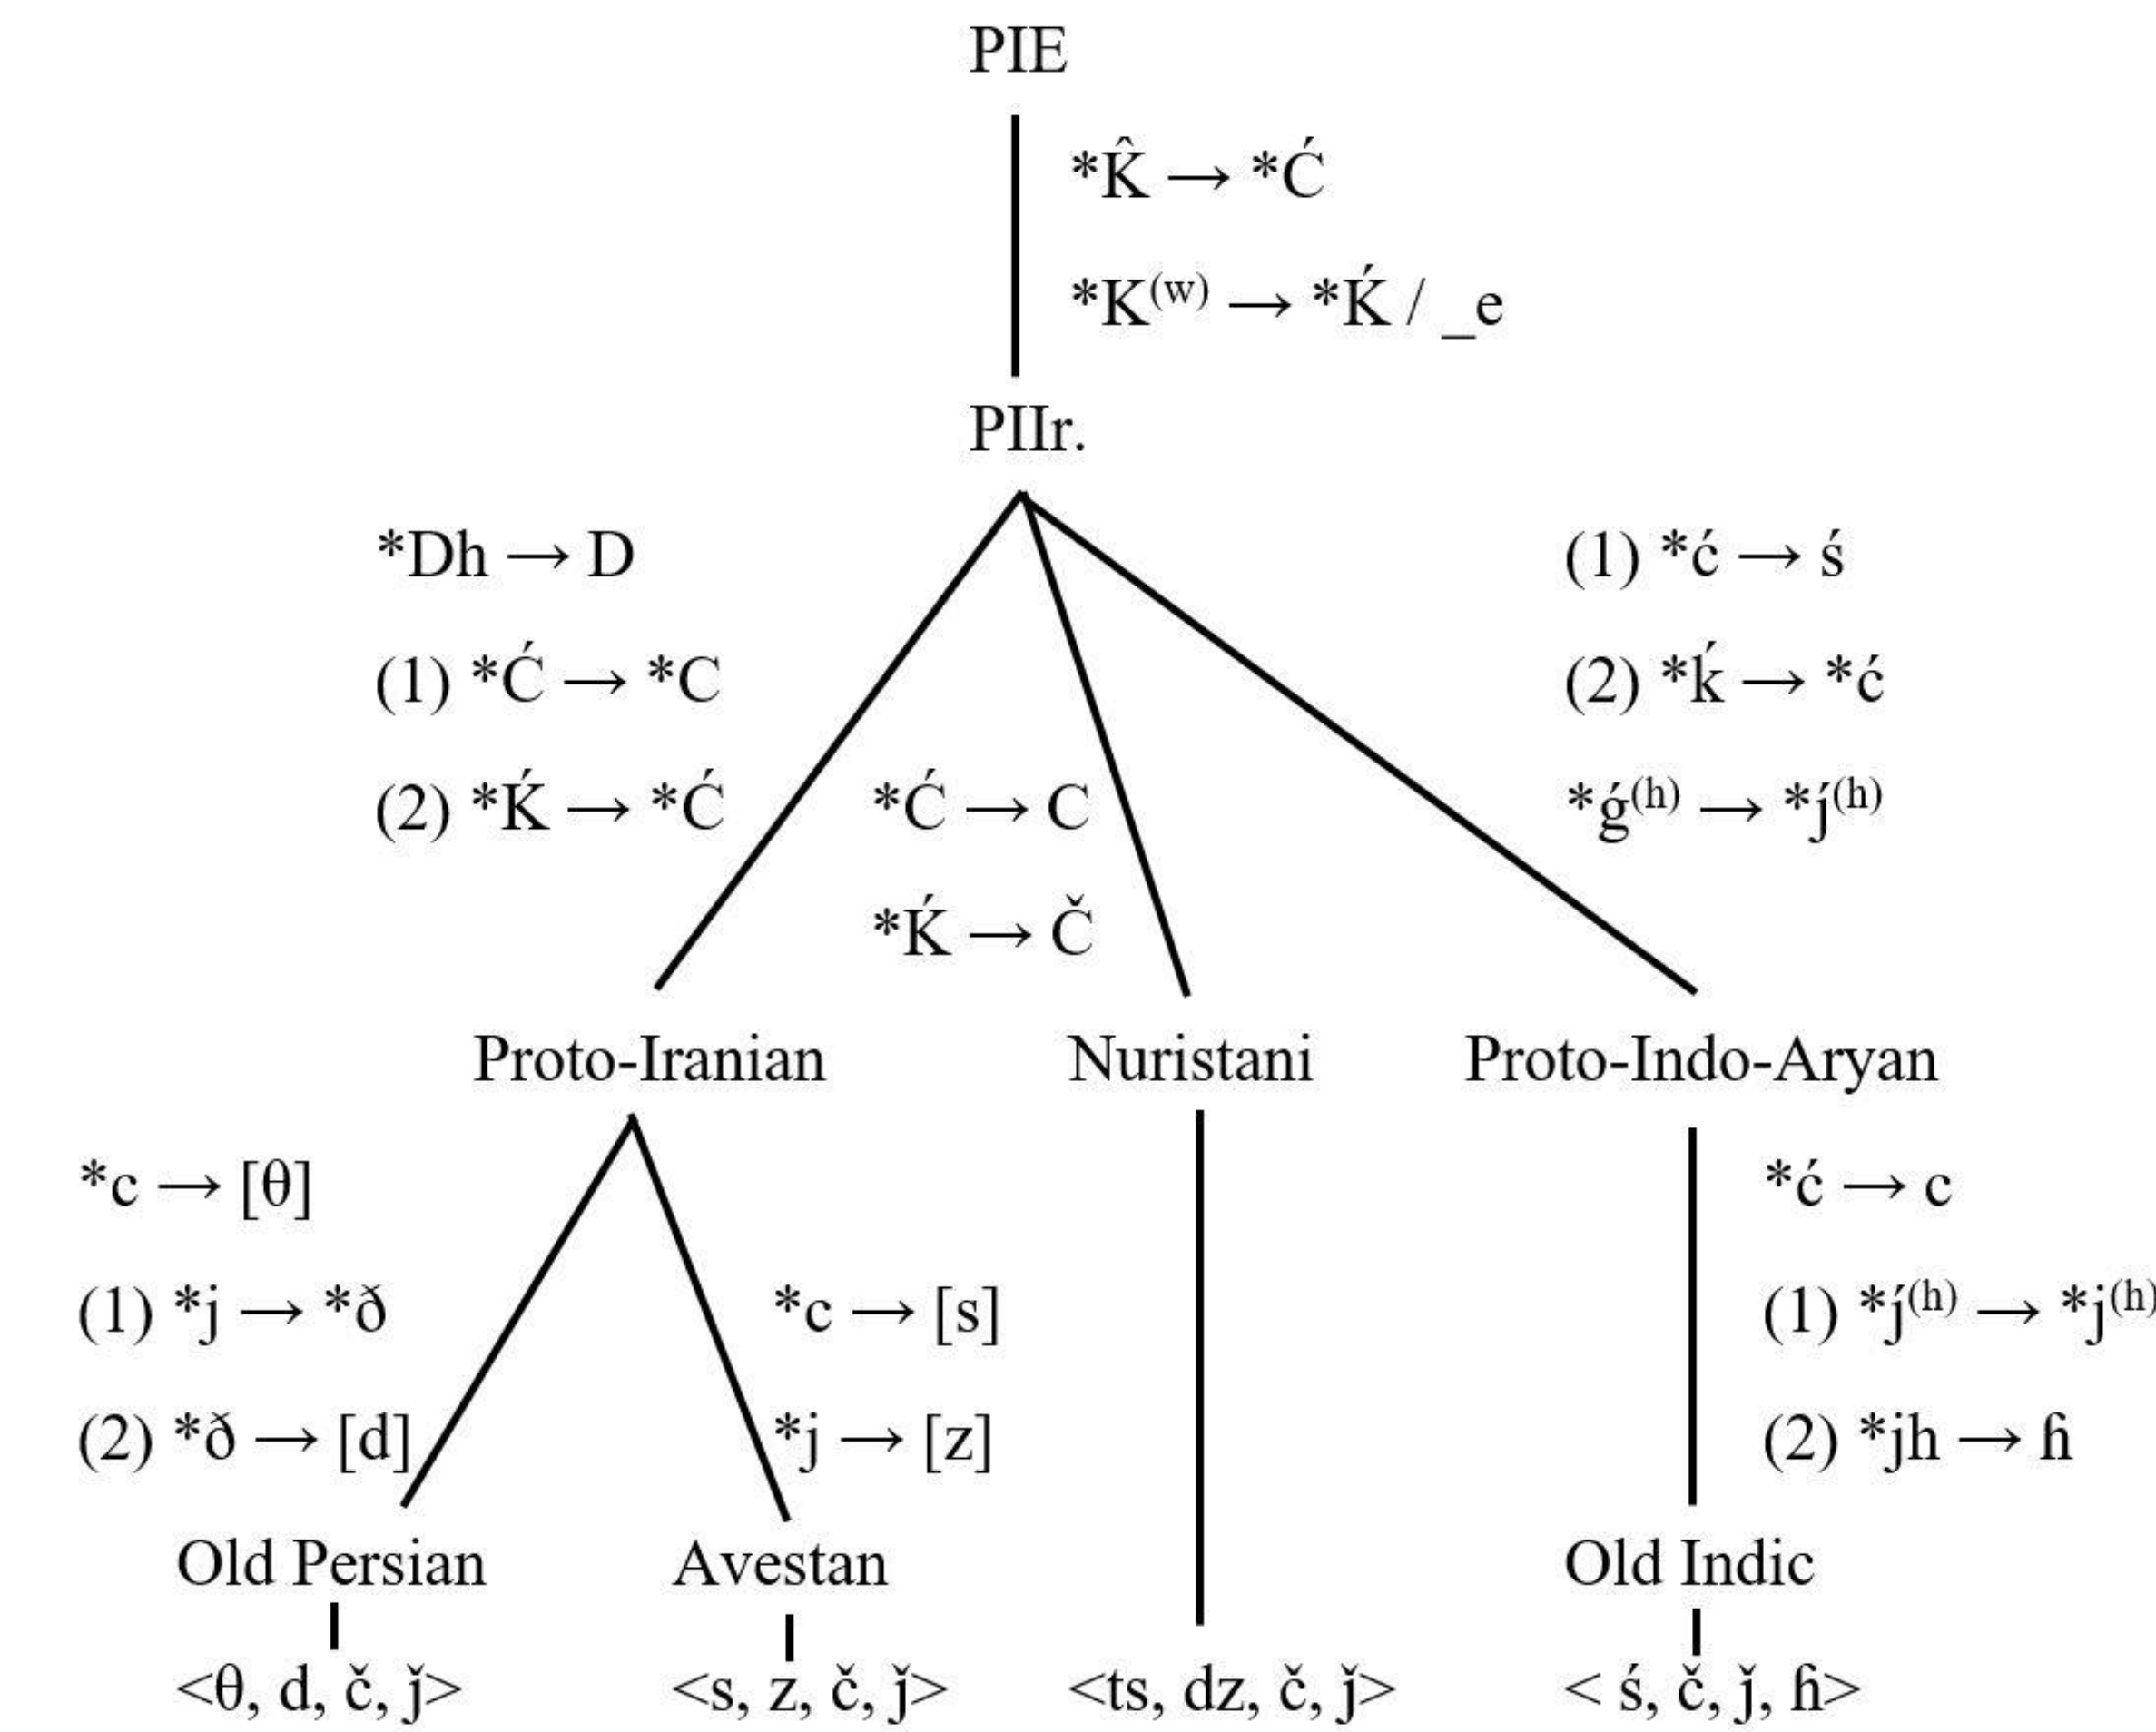 PIE
*K̂ → *Ć
*K⁽ʷ⁾ → *Ḱ / _e
PIIr.
*Dh → D
(1) *Ć → *C
(2) *Ḱ → *Ć
*Ć → C
*Ḱ → Č
(1) *ć → ś
(2) *ḱ → *ć
*ǵ⁽ʰ⁾ → *j́⁽ʰ⁾
Proto-Iranian
Nuristani
Proto-Indo-Aryan
*c → [θ]
(1) *j → *ð
(2) *ð → [d]
*c → [s]
*j → [z]
*ć → c
(1) *j́⁽ʰ⁾ → *j⁽ʰ⁾
(2) *jh → ɦ
Old Persian
Avestan
Old Indic
<θ, d, č, ǰ>
<s, z, č, ǰ>
<ts, dz, č, ǰ>
< ś, č, ǰ, ɦ>